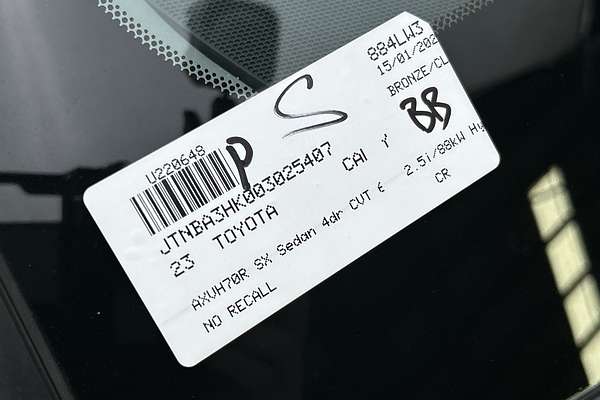 U220648 884LW3
15/01/202
BRONZE/CL
P S BB
JTNBA3HK003025407
23 TOYOTA
AXVH70R SX Sedan 4dr CVT 6 2.5i/88kW Hy
NO RECALL CR